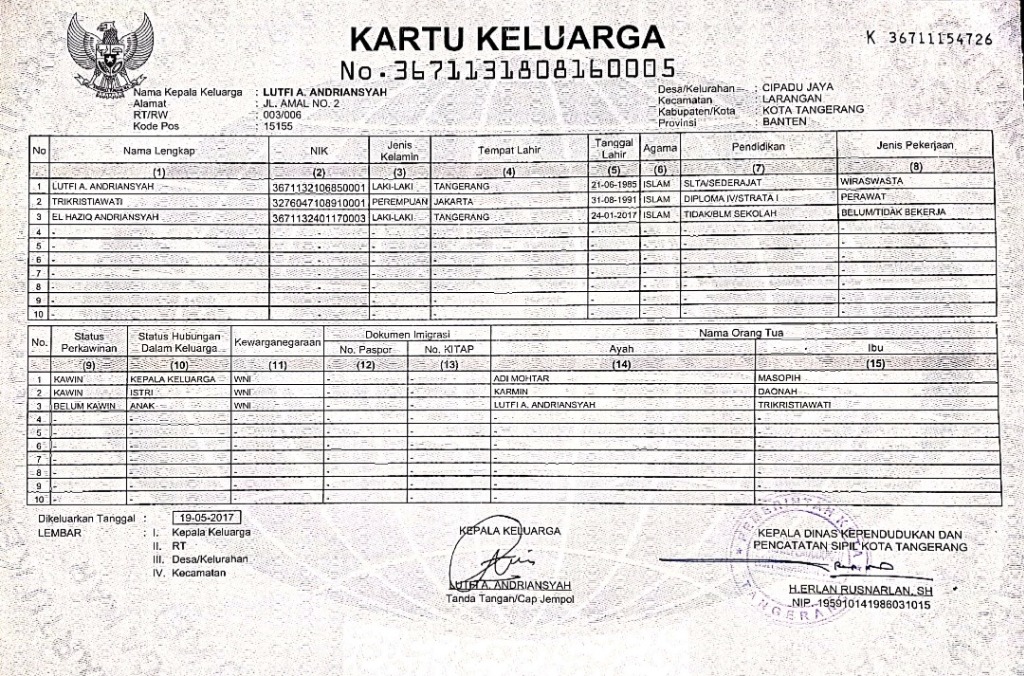 KARTU KELUARGA
No.3671131808160005
K 36711154726
Nama Kepala Keluarga : LUTFI A. ANDRIANSYAH
Alamat : JL. AMAL NO. 2
RT/RW : 003/006
Kode Pos : 15155
Desa/Kelurahan : CIPADU JAYA
Kecamatan : LARANGAN
Kabupaten/Kota : KOTA TANGERANG
Provinsi : BANTEN
No Nama Lengkap NIK Jenis Kelamin Tempat Lahir Tanggal Lahir Agama Pendidikan Jenis Pekerjaan
(1) (2) (3) (4) (5) (6) (7) (8)
1 LUTFI A. ANDRIANSYAH 3671132106850001 LAKI-LAKI TANGERANG 21-06-1985 ISLAM SLTA/SEDERAJAT WIRASWASTA
2 TRIKRISTIAWATI 3276047108910001 PEREMPUAN JAKARTA 31-08-1991 ISLAM DIPLOMA IV/STRATA I PERAWAT
3 EL HAZIQ ANDRIANSYAH 3671132401170003 LAKI-LAKI TANGERANG 24-01-2017 ISLAM TIDAK/BLM SEKOLAH BELUM/TIDAK BEKERJA
4 - - - - - - - -
5 - - - - - - - -
6 - - - - - - - -
7 - - - - - - - -
8 - - - - - - - -
9 - - - - - - - -
10 - - - - - - - -
No. Status Perkawinan Status Hubungan Dalam Keluarga Kewarganegaraan Dokumen Imigrasi Nama Orang Tua
No. Paspor No. KITAP Ayah Ibu
(9) (10) (11) (12) (13) (14) (15)
1 KAWIN KEPALA KELUARGA WNI - - ADI MOHTAR MASOPIH
2 KAWIN ISTRI WNI - - KARMIN DAONAH
3 BELUM KAWIN ANAK WNI - - LUTFI A. ANDRIANSYAH TRIKRISTIAWATI
4 - - - - - - -
5 - - - - - - -
6 - - - - - - -
7 - - - - - - -
8 - - - - - - -
9 - - - - - - -
10 - - - - - - -
Dikeluarkan Tanggal : 19-05-2017
LEMBAR : I. Kepala Keluarga
II. RT
III. Desa/Kelurahan
IV. Kecamatan
KEPALA KELUARGA
LUTFI A. ANDRIANSYAH
Tanda Tangan/Cap Jempol
KEPALA DINAS KEPENDUDUKAN DAN
PENCATATAN SIPIL KOTA TANGERANG
H.ERLAN RUSNARLAN, SH
NIP. 195910141986031015